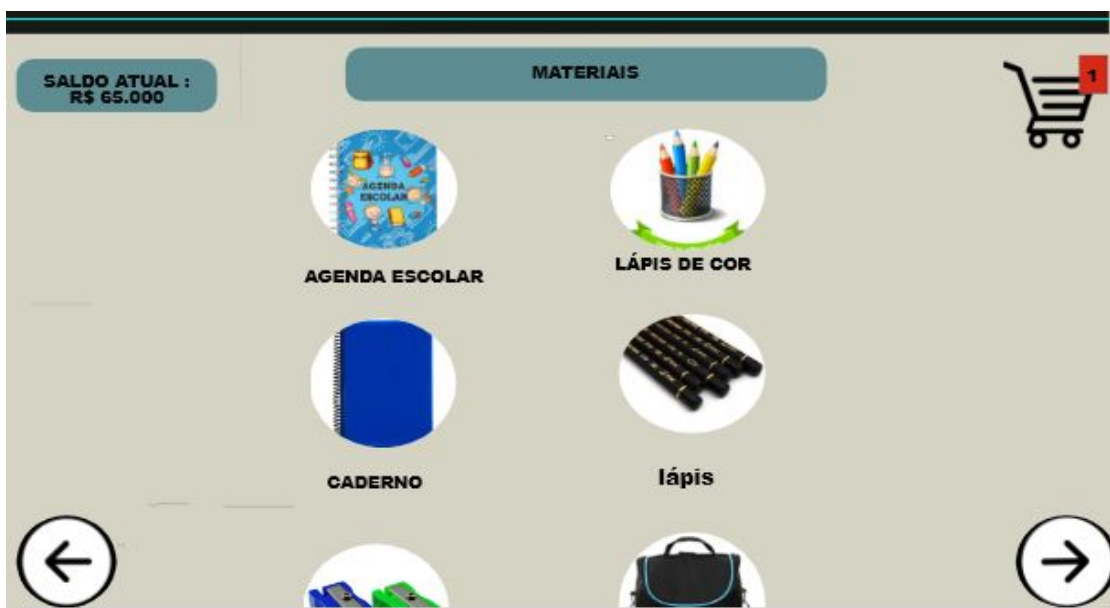 SALDO ATUAL :
R$ 65.000
MATERIAIS
1
AGENDA
ESCOLAR
AGENDA ESCOLAR
LÁPIS DE COR
CADERNO
lápis